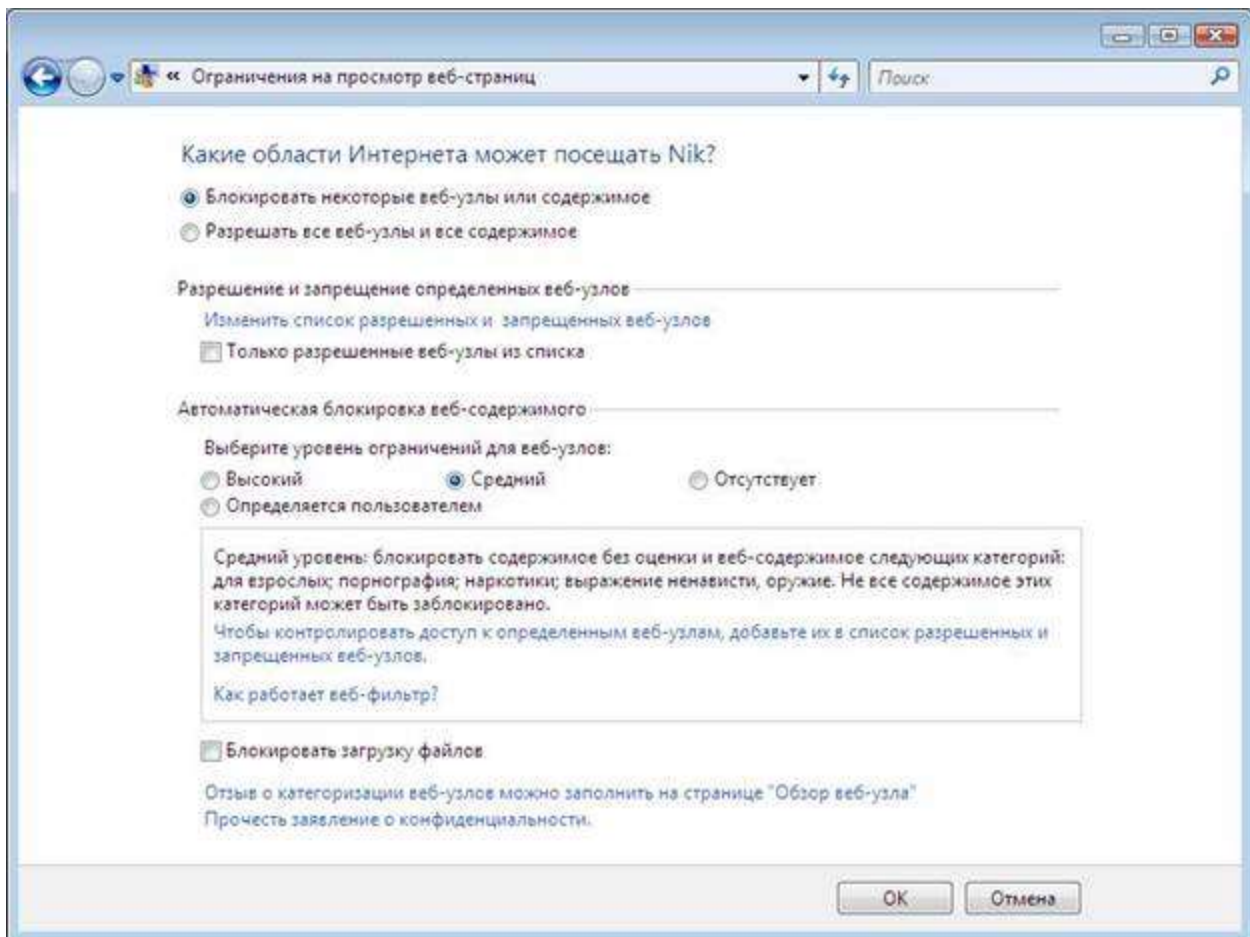 « Ограничения на просмотр веб-страниц
Поиск
Какие области Интернета может посещать Nik?
Блокировать некоторые веб-узлы или содержимое
Разрешать все веб-узлы и все содержимое
Разрешение и запрещение определенных веб-узлов
Изменить список разрешенных и запрещенных веб-узлов
Только разрешенные веб-узлы из списка
Автоматическая блокировка веб-содержимого
Выберите уровень ограничений для веб-узлов:
Высокий Средний Отсутствует
Определяется пользователем
Средний уровень: блокировать содержимое без оценки и веб-содержимое следующих категорий:
для взрослых; порнография; наркотики; выражение ненависти, оружие. Не все содержимое этих
категорий может быть заблокировано.
Чтобы контролировать доступ к определенным веб-узлам, добавьте их в список разрешенных и
запрещенных веб-узлов.
Как работает веб-фильтр?
Блокировать загрузку файлов
Отзыв о категоризации веб-узлов можно заполнить на странице "Обзор веб-узла"
Прочесть заявление о конфиденциальности.
ОК Отмена